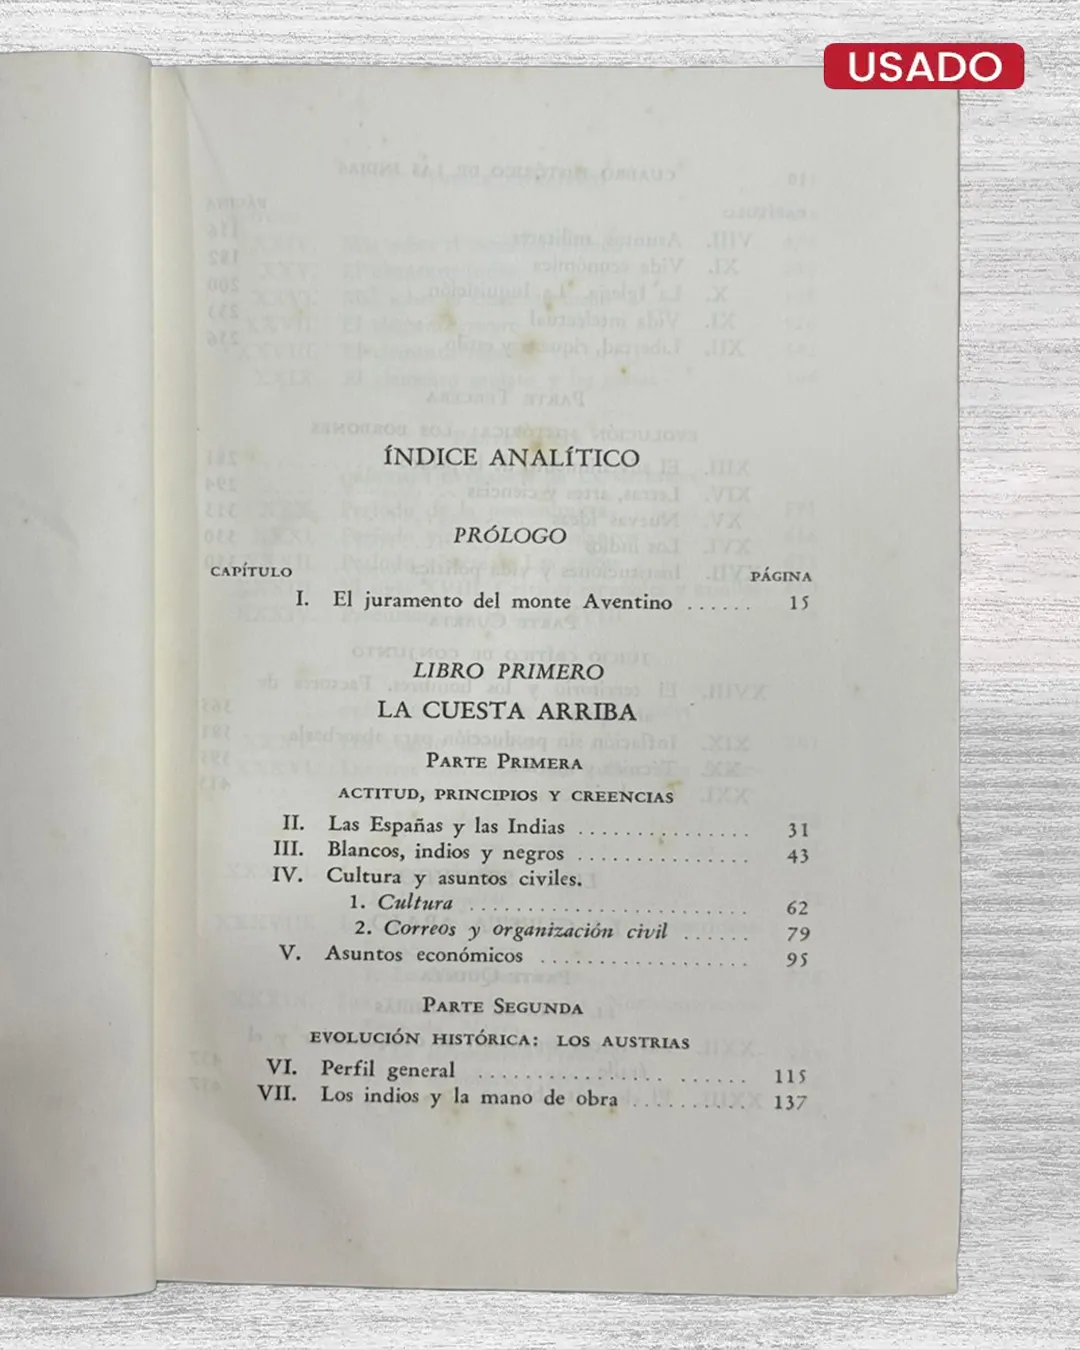 USADO
ÍNDICE ANALÍTICO
PRÓLOGO
CAPÍTULO PÁGINA
I. El juramento del monte Aventino ...... 15
LIBRO PRIMERO
LA CUESTA ARRIBA
PARTE PRIMERA
ACTITUD, PRINCIPIOS Y CREENCIAS
II. Las Españas y las Indias ............... 31
III. Blancos, indios y negros ............... 43
IV. Cultura y asuntos civiles.
1. Cultura ........................ 62
2. Correos y organización civil ...... 79
V. Asuntos económicos .................. 95
PARTE SEGUNDA
EVOLUCIÓN HISTÓRICA: LOS AUSTRIAS
VI. Perfil general ...................... 115
VII. Los indios y la mano de obra .......... 137